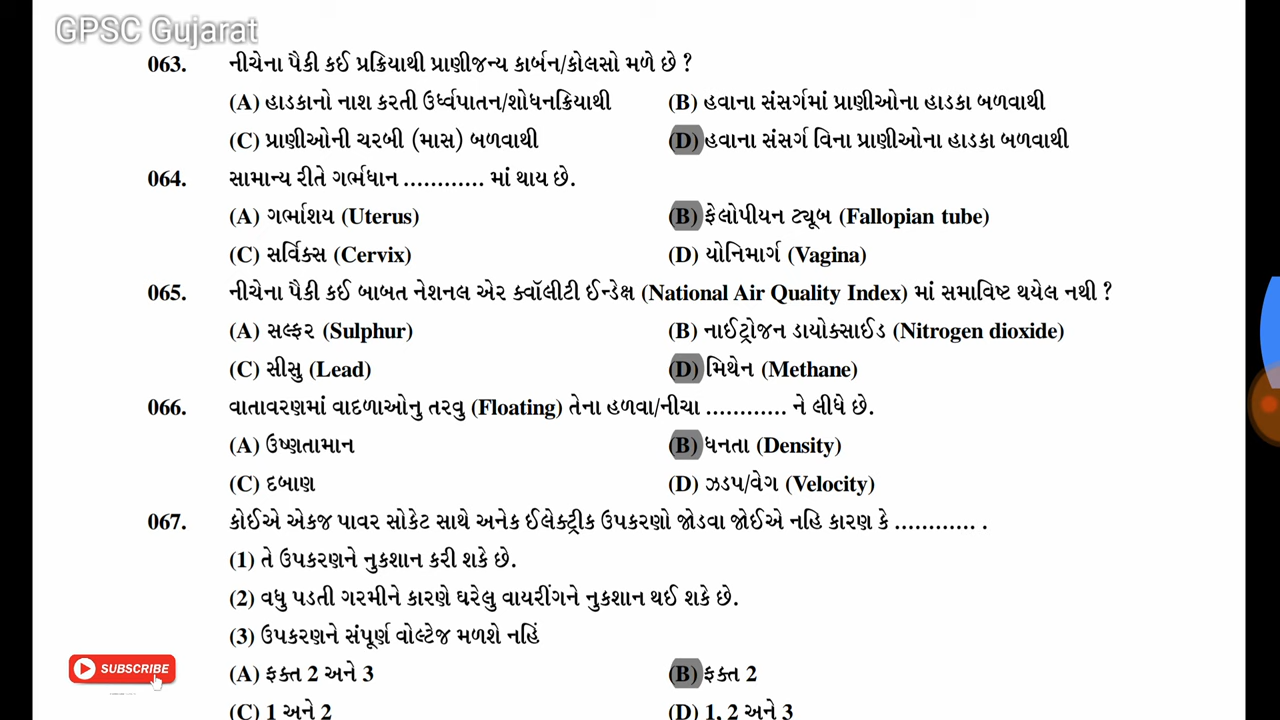 GPSC Gujarat
063. નીચેના પૈકી કઈ પ્રક્રિયાથી પ્રાણીજન્ય કાર્બન/કોલસો મળે છે ?
(A) હાડકાનો નાશ કરતી ઉર્ધ્વપાતન/શોધનક્રિયાથી (B) હવાના સંસર્ગમાં પ્રાણીઓના હાડકા બળવાથી
(C) પ્રાણીઓની ચરબી (માસ) બળવાથી (D) હવાના સંસર્ગ વિના પ્રાણીઓના હાડકા બળવાથી
064. સામાન્ય રીતે ગર્ભધાન ............ માં થાય છે.
(A) ગર્ભાશય (Uterus) (B) ફેલોપીયન ટ્યૂબ (Fallopian tube)
(C) સર્વિક્સ (Cervix) (D) યોનિમાર્ગ (Vagina)
065. નીચેના પૈકી કઈ બાબત નેશનલ એર ક્વૉલીટી ઈન્ડેક્ષ (National Air Quality Index) માં સમાવિષ્ટ થયેલ નથી ?
(A) સલ્ફર (Sulphur) (B) નાઈટ્રોજન ડાયોક્સાઈડ (Nitrogen dioxide)
(C) સીસુ (Lead) (D) મિથેન (Methane)
066. વાતાવરણમાં વાદળાઓનુ તરવુ (Floating) તેના હળવા/નીચા ............ ને લીધે છે.
(A) ઉષ્ણતામાન (B) ધનતા (Density)
(C) દબાણ (D) ઝડપ/વેગ (Velocity)
067. કોઈએ એકજ પાવર સોકેટ સાથે અનેક ઈલેક્ટ્રીક ઉપકરણો જોડવા જોઈએ નહિ કારણ કે ............ .
(1) તે ઉપકરણને નુકશાન કરી શકે છે.
(2) વધુ પડતી ગરમીને કારણે ઘરેલુ વાયરીંગને નુકશાન થઈ શકે છે.
(3) ઉપકરણને સંપૂર્ણ વોલ્ટેજ મળશે નહિં
SUBSCRIBE
(A) ફક્ત 2 અને 3 (B) ફક્ત 2
(C) 1 અને 2 (D) 1, 2 અને 3